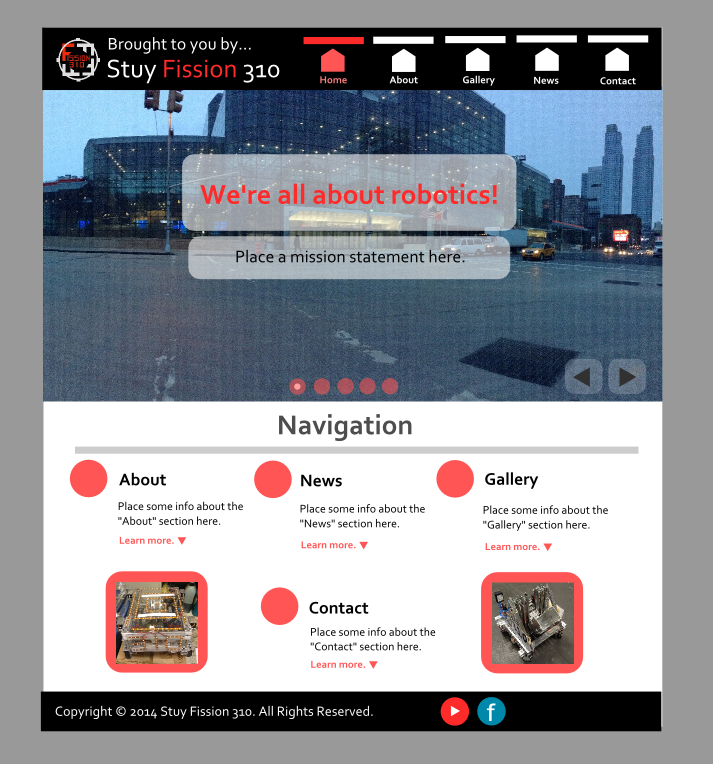 Brought to you by...
Stuy Fission 310
FISSION
310
Home
About
Gallery
News
Contact
We're all about robotics!
Place a mission statement here.
Navigation
About
Place some info about the
"About" section here.
Learn more.
News
Place some info about the
"News" section here.
Learn more.
Gallery
Place some info about the
"Gallery" section here.
Learn more.
Contact
Place some info about the
"Contact" section here.
Learn more.
Copyright © 2014 Stuy Fission 310. All Rights Reserved.
f